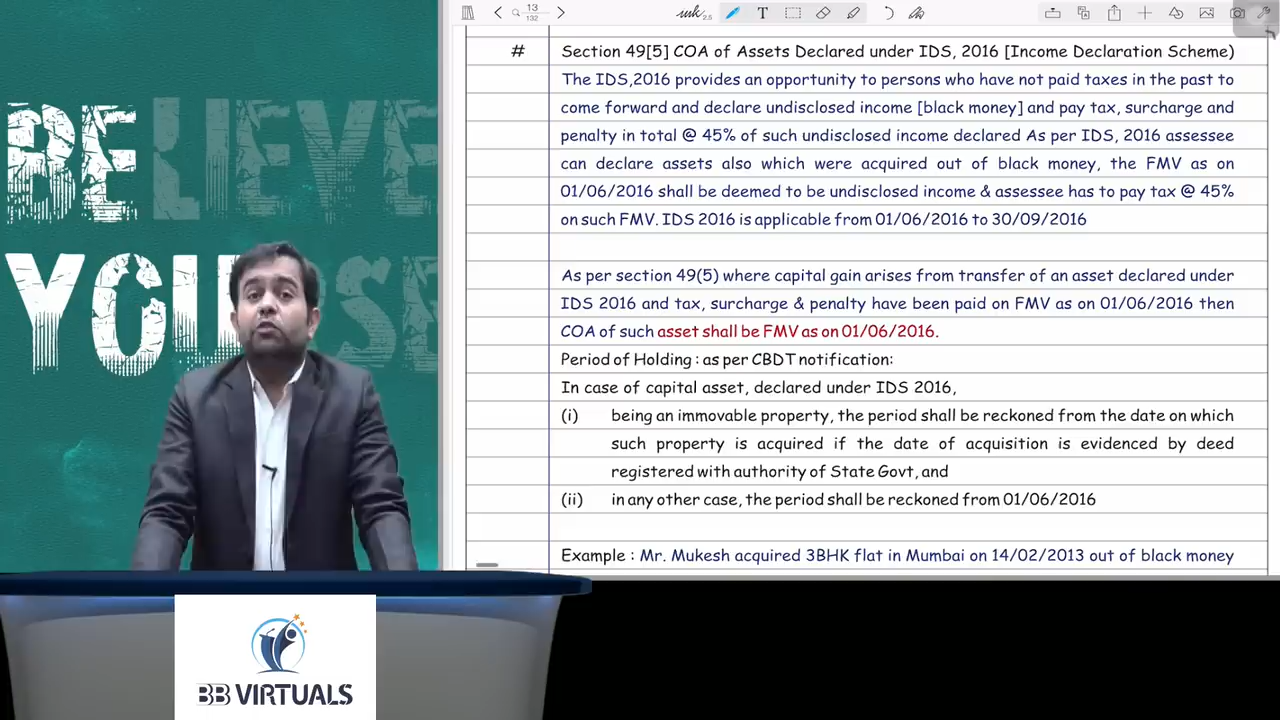 BELIEVE
YOURSE
BB VIRTUALS
13
132
2.5
T
# Section 49[5] COA of Assets Declared under IDS, 2016 [Income Declaration Scheme)
The IDS,2016 provides an opportunity to persons who have not paid taxes in the past to
come forward and declare undisclosed income [black money] and pay tax, surcharge and
penalty in total @ 45% of such undisclosed income declared As per IDS, 2016 assessee
can declare assets also which were acquired out of black money, the FMV as on
01/06/2016 shall be deemed to be undisclosed income & assessee has to pay tax @ 45%
on such FMV. IDS 2016 is applicable from 01/06/2016 to 30/09/2016
As per section 49(5) where capital gain arises from transfer of an asset declared under
IDS 2016 and tax, surcharge & penalty have been paid on FMV as on 01/06/2016 then
COA of such asset shall be FMV as on 01/06/2016.
Period of Holding : as per CBDT notification:
In case of capital asset, declared under IDS 2016,
(i) being an immovable property, the period shall be reckoned from the date on which
such property is acquired if the date of acquisition is evidenced by deed
registered with authority of State Govt, and
(ii) in any other case, the period shall be reckoned from 01/06/2016
Example : Mr. Mukesh acquired 3BHK flat in Mumbai on 14/02/2013 out of black money